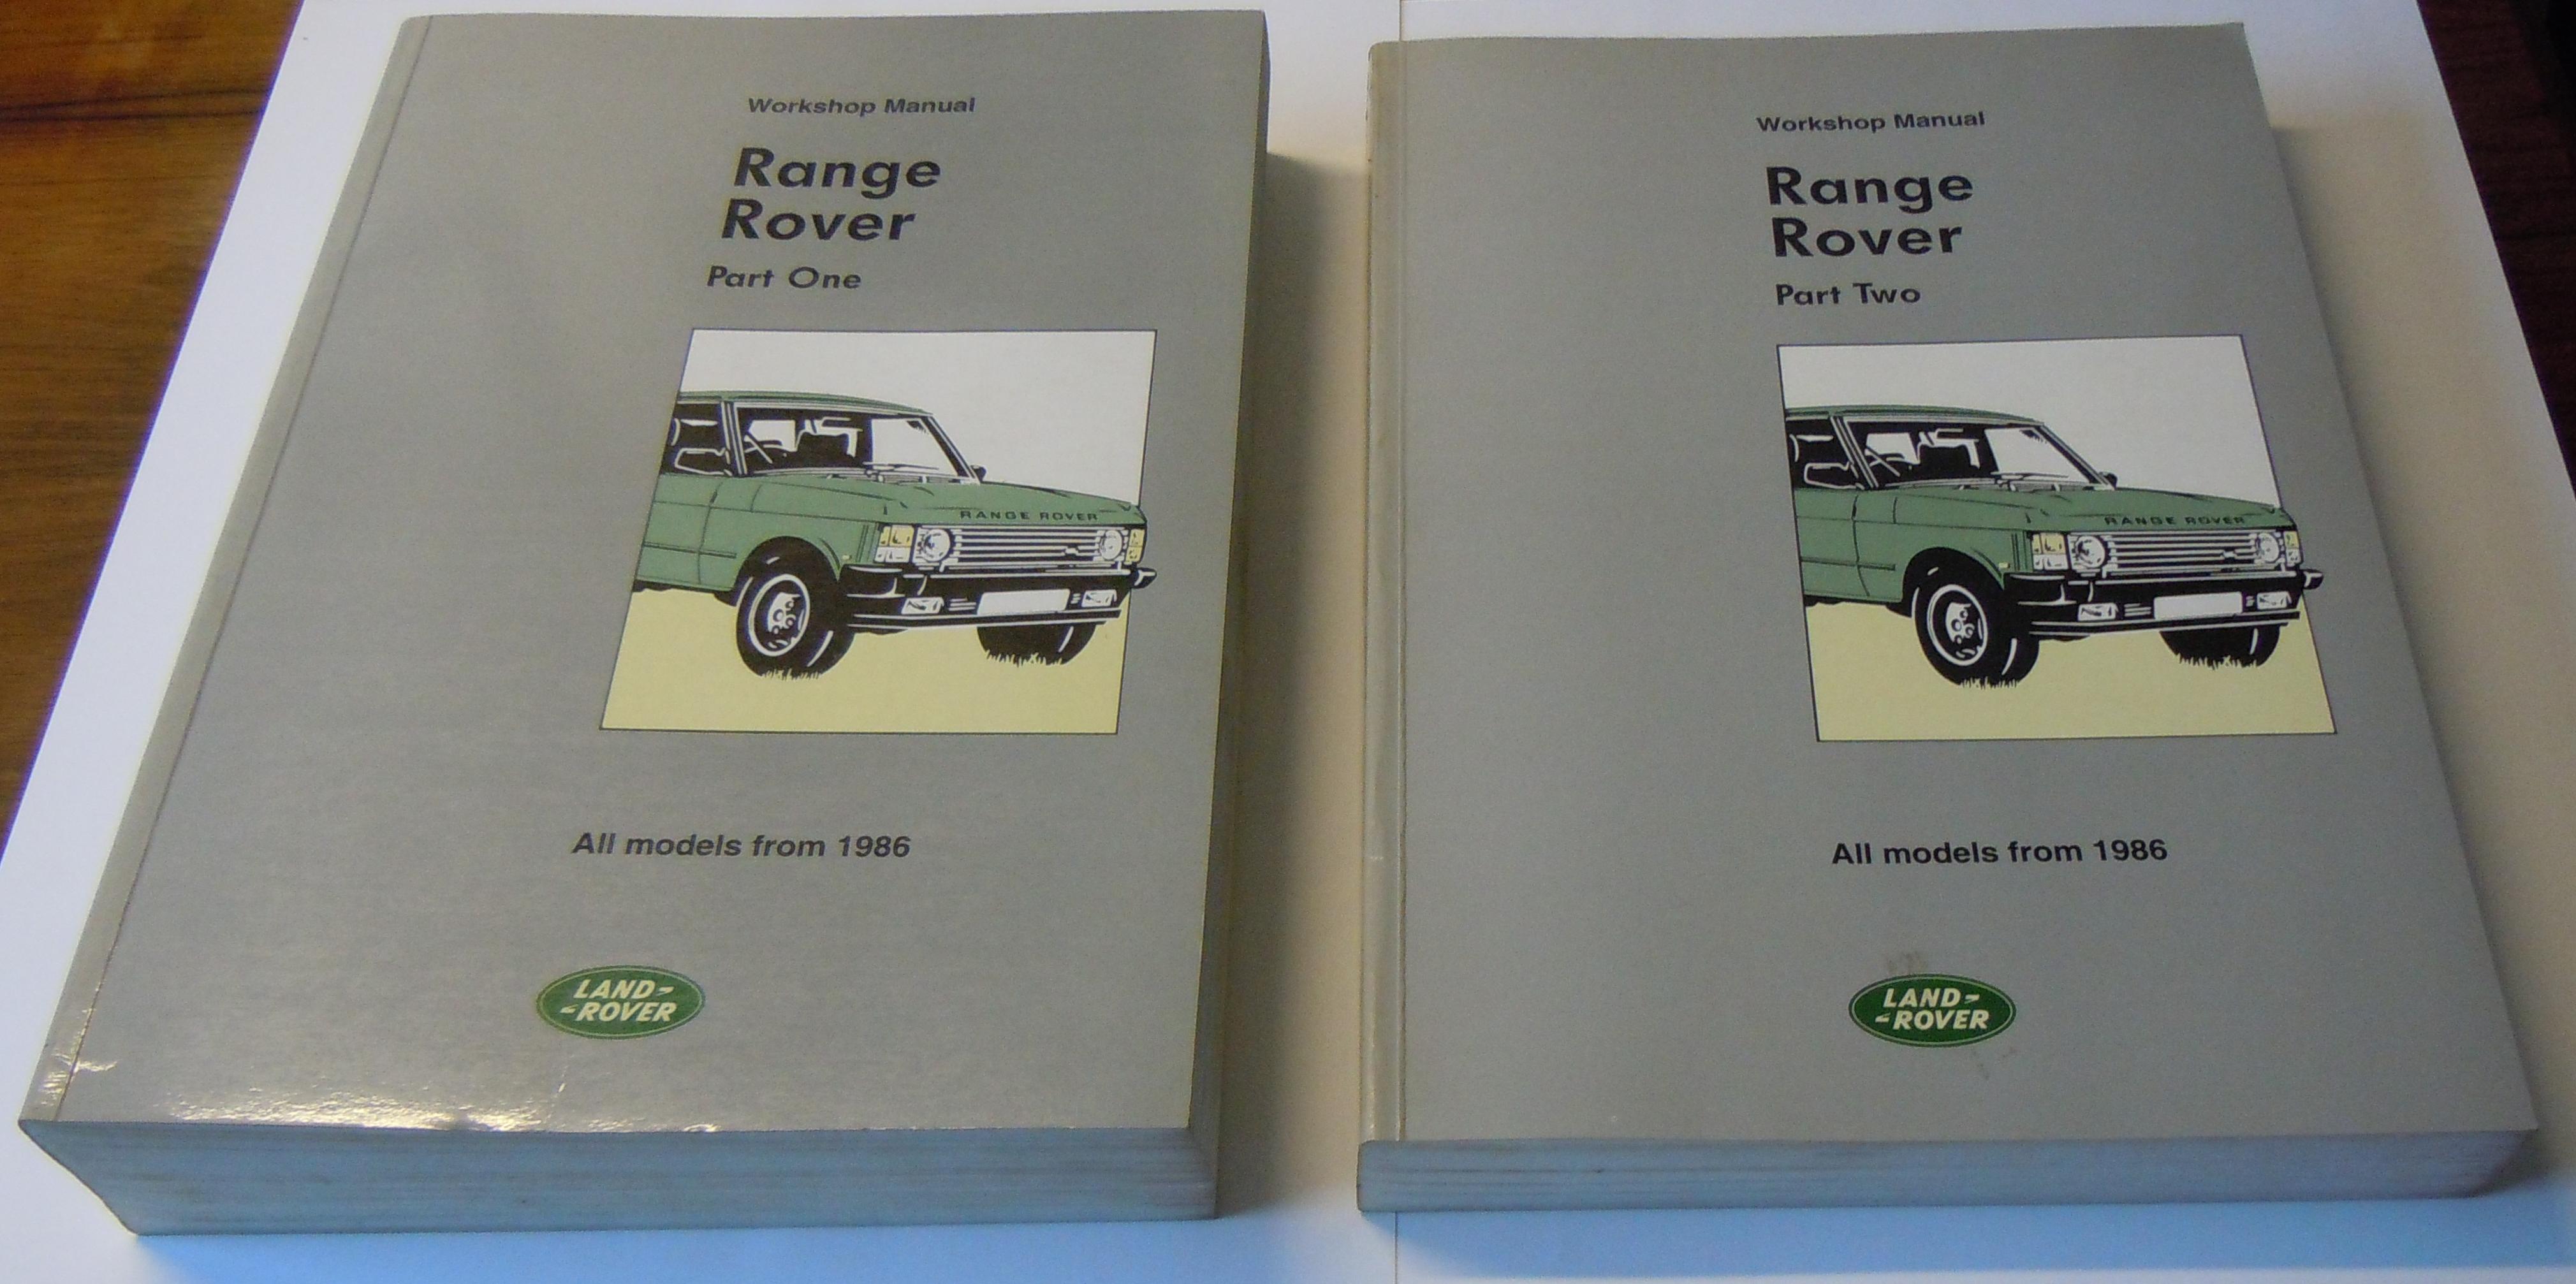 Workshop Manual
Range
Rover
Part One
RANGE ROVER
All models from 1986
LAND-
-ROVER
Workshop Manual
Range
Rover
Part Two
RANGE ROVER
All models from 1986
LAND-
-ROVER